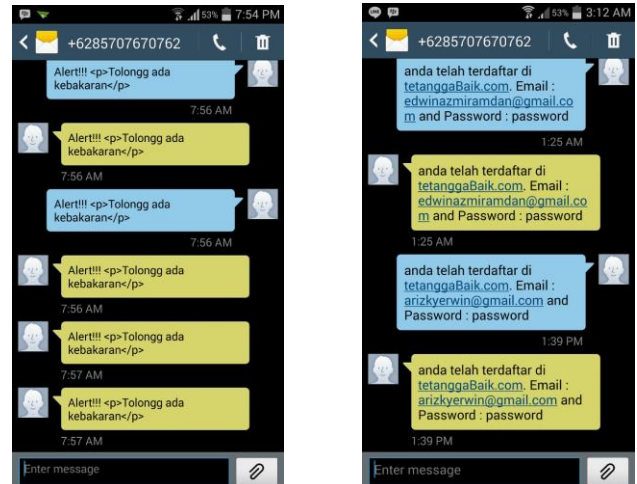 53% 7:54 PM
+6285707670762
Alert!!! <p>Tolongg ada
kebakaran</p>
7:56 AM
Alert!!! <p>Tolongg ada
kebakaran</p>
7:56 AM
Alert!!! <p>Tolongg ada
kebakaran</p>
7:56 AM
Alert!!! <p>Tolongg ada
kebakaran</p>
7:56 AM
Alert!!! <p>Tolongg ada
kebakaran</p>
7:57 AM
Alert!!! <p>Tolongg ada
kebakaran</p>
7:57 AM
Enter message
53% 3:12 AM
+6285707670762
anda telah terdaftar di
tetanggaBaik.com. Email :
edwinazmiramdan@gmail.co
m and Password : password
1:25 AM
anda telah terdaftar di
tetanggaBaik.com. Email :
edwinazmiramdan@gmail.co
m and Password : password
1:25 AM
anda telah terdaftar di
tetanggaBaik.com. Email :
arizkyerwin@gmail.com and
Password : password
1:39 PM
anda telah terdaftar di
tetanggaBaik.com. Email :
arizkyerwin@gmail.com and
Password : password
1:39 PM
Enter message